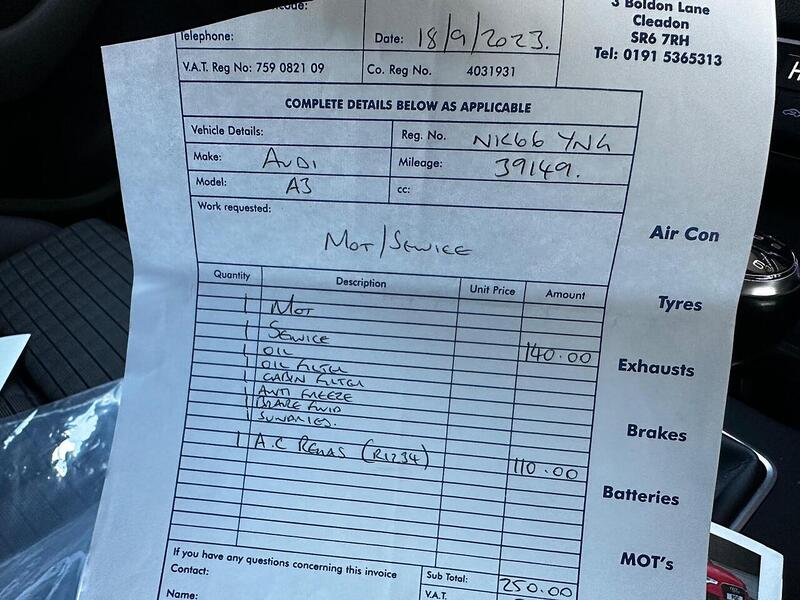 3 Boldon Lane
Cleadon
SR6 7RH
Tel: 0191 5365313
Telephone:
Date: 18/9/2023.
V.A.T. Reg No: 759 0821 09
Co. Reg No. 4031931
COMPLETE DETAILS BELOW AS APPLICABLE
Vehicle Details:
Reg. No. NK66 YNG
Make: AUDI
Mileage: 39149.
Model: A3
cc:
Work requested:
MOT/SERVICE
Quantity Description Unit Price Amount
1 MOT
1 SERVICE 140.00
1 OIL
1 OIL FILTER
1 CABIN FILTER
1 ANTI FREEZE
1 BRAKE FLUID
1 SUNDRIES.
1 A.C REGAS (R1234) 110.00
If you have any questions concerning this invoice
Contact:
Sub Total: 250.00
Name:
V.A.T.
Air Con
Tyres
Exhausts
Brakes
Batteries
MOT's